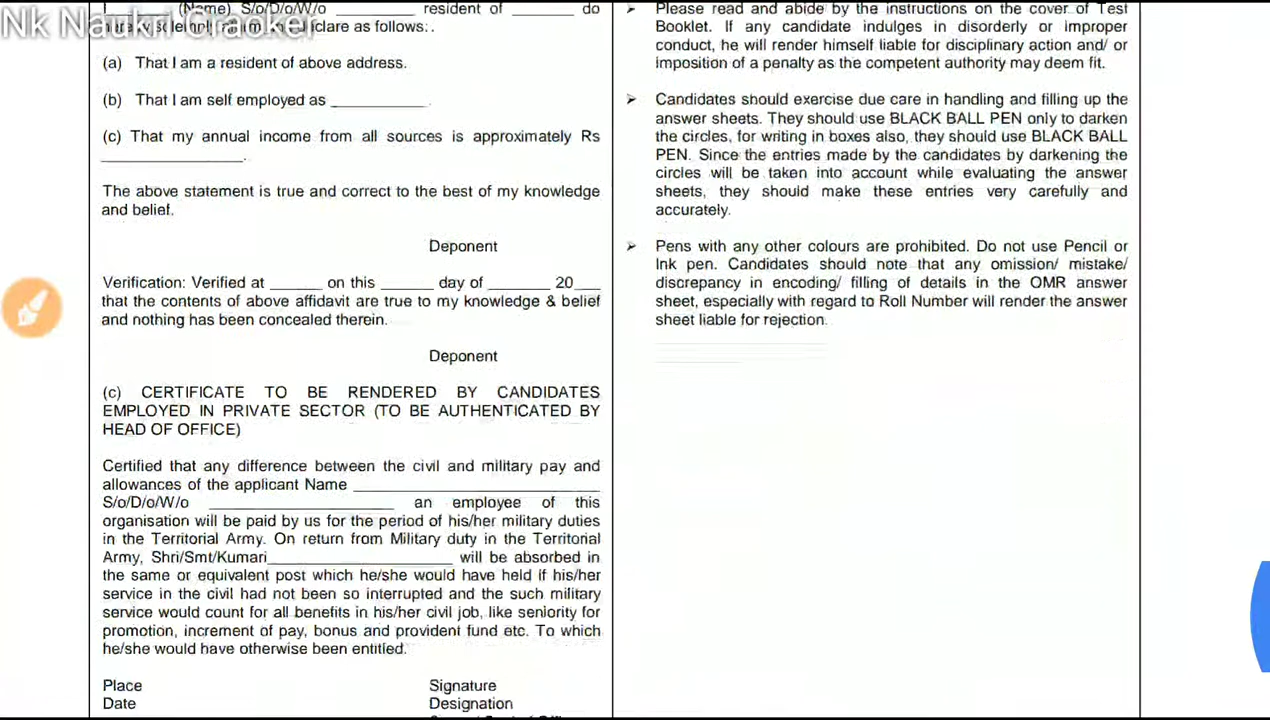 Nk Naukri Cracker
I ________ (Name) S/o/D/o/W/o ________ resident of ______ do
solemnly declare as follows:.
(a) That I am a resident of above address.
(b) That I am self employed as ____________.
(c) That my annual income from all sources is approximately Rs
__________________.
The above statement is true and correct to the best of my knowledge
and belief.
Deponent
Verification: Verified at ______ on this ______ day of _______ 20___
that the contents of above affidavit are true to my knowledge & belief
and nothing has been concealed therein.
Deponent
(c) CERTIFICATE TO BE RENDERED BY CANDIDATES
EMPLOYED IN PRIVATE SECTOR (TO BE AUTHENTICATED BY
HEAD OF OFFICE)
Certified that any difference between the civil and military pay and
allowances of the applicant Name ____________________________
S/o/D/o/W/o _____________________ an employee of this
organisation will be paid by us for the period of his/her military duties
in the Territorial Army. On return from Military duty in the Territorial
Army, Shri/Smt/Kumari_____________________ will be absorbed in
the same or equivalent post which he/she would have held if his/her
service in the civil had not been so interrupted and the such military
service would count for all benefits in his/her civil job, like seniority for
promotion, increment of pay, bonus and provident fund etc. To which
he/she would have otherwise been entitled.
Place Signature
Date Designation
➢ Please read and abide by the instructions on the cover of Test
Booklet. If any candidate indulges in disorderly or improper
conduct, he will render himself liable for disciplinary action and/ or
imposition of a penalty as the competent authority may deem fit.
➢ Candidates should exercise due care in handling and filling up the
answer sheets. They should use BLACK BALL PEN only to darken
the circles, for writing in boxes also, they should use BLACK BALL
PEN. Since the entries made by the candidates by darkening the
circles will be taken into account while evaluating the answer
sheets, they should make these entries very carefully and
accurately.
➢ Pens with any other colours are prohibited. Do not use Pencil or
Ink pen. Candidates should note that any omission/ mistake/
discrepancy in encoding/ filling of details in the OMR answer
sheet, especially with regard to Roll Number will render the answer
sheet liable for rejection.